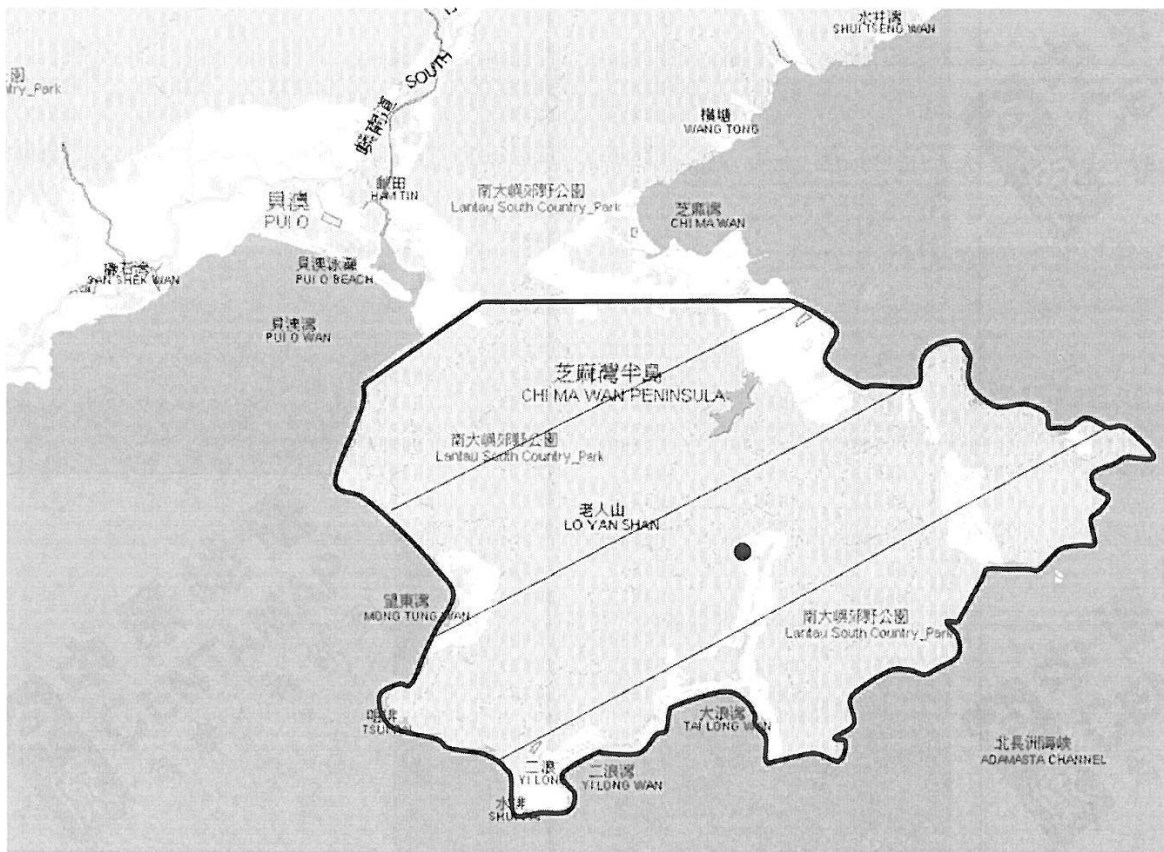 水井灣
SHUI TSENG WAN
SOUTH
園
ntry_Park
嶼南道
橫塘
WANG TONG
鹹田
HAM TIN
南大嶼郊野公園
Lantau South Country_Park
貝澳
PUI O
芝麻灣
CHI MA WAN
貝澳泳灘
PUI O BEACH
SAN SHEK WAN
貝澳灣
PUI O WAN
芝麻灣半島
CHI MA WAN PENINSULA
南大嶼郊野公園
Lantau South Country_Park
老人山
LO YAN SHAN
望東灣
MONG TUNG WAN
南大嶼郊野公園
Lantau South Country_Park
大浪灣
TAI LONG WAN
北長洲海峽
ADAMASTA CHANNEL
二浪
YI LONG
二浪灣
YI LONG WAN